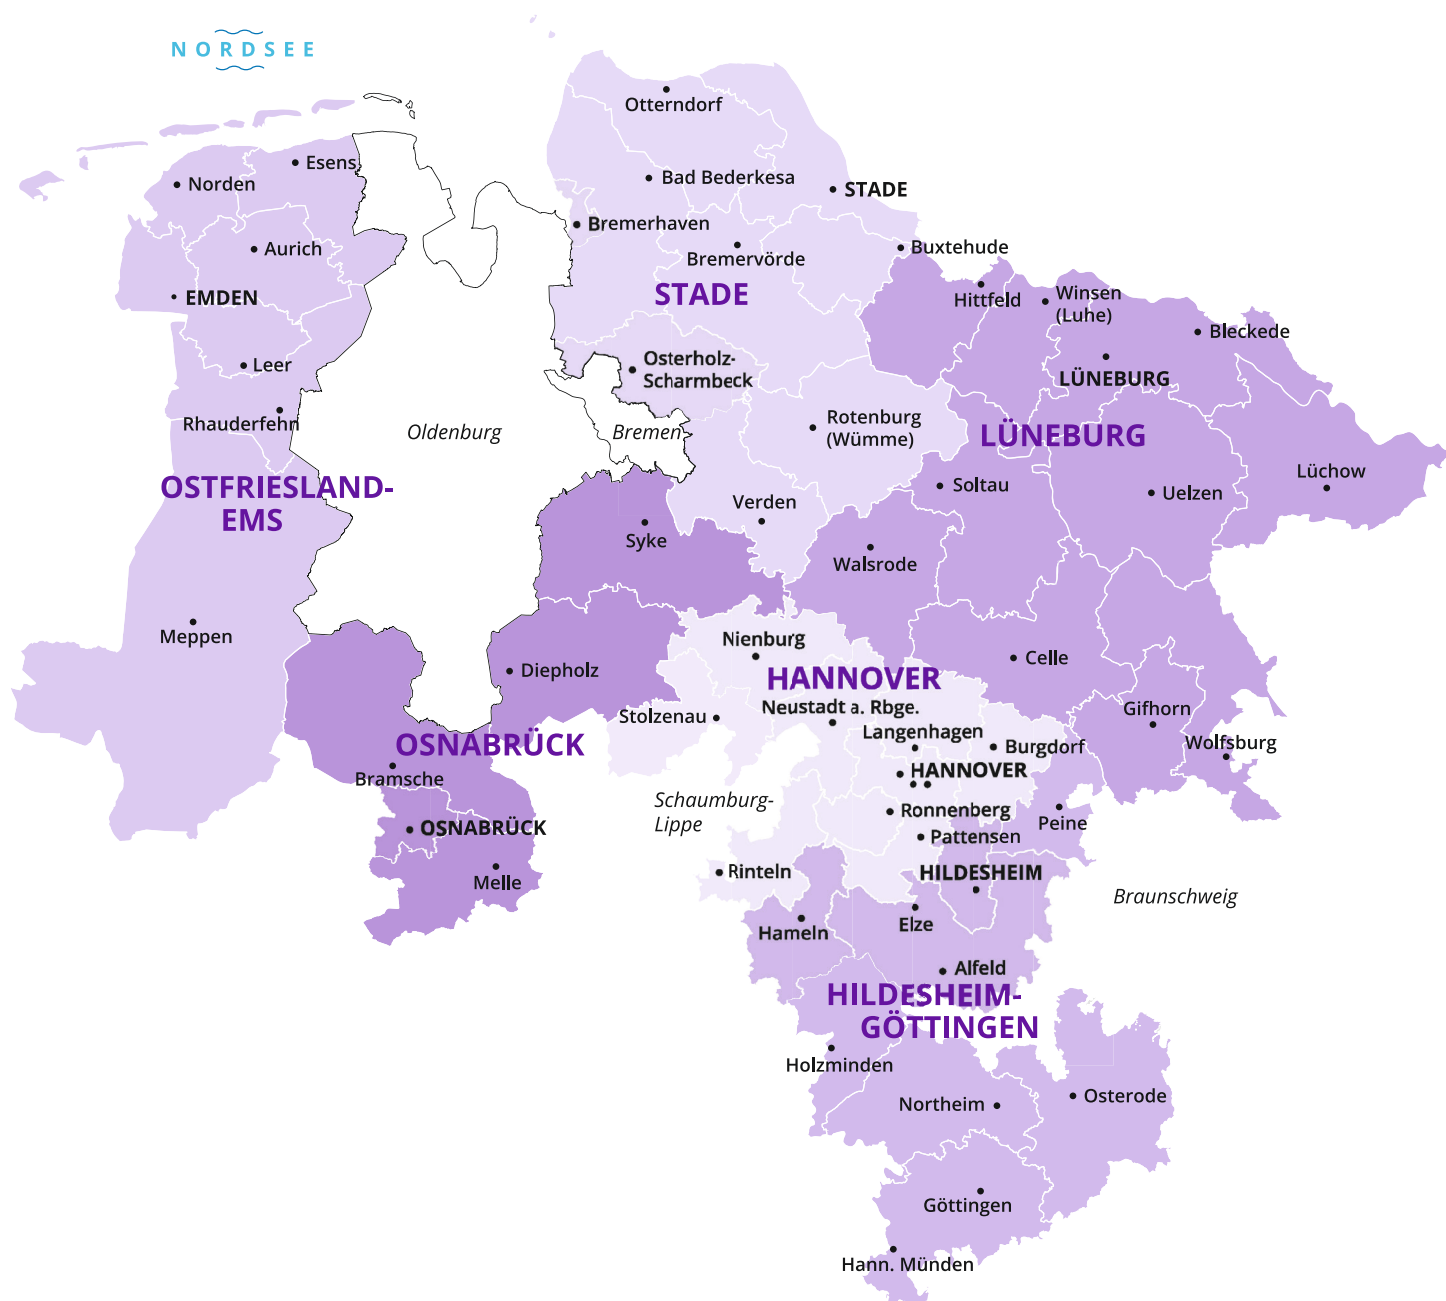 NORDSEE
Otterndorf
Esens
Norden
Bad Bederkesa
STADE
Bremerhaven
Aurich
Bremervörde
Buxtehude
EMDEN
STADE
Hittfeld
Winsen
(Luhe)
Bleckede
Leer
Osterholz-
Scharmbeck
LÜNEBURG
Rhauderfehn
Oldenburg
Bremen
Rotenburg
(Wümme)
LÜNEBURG
OSTFRIESLAND-
EMS
Verden
Soltau
Uelzen
Lüchow
Syke
Walsrode
Meppen
Nienburg
Diepholz
Celle
HANNOVER
Stolzenau
Neustadt a. Rbge.
Gifhorn
Langenhagen
Burgdorf
Wolfsburg
OSNABRÜCK
Bramsche
HANNOVER
Schaumburg-
Lippe
Ronnenberg
Peine
OSNABRÜCK
Pattensen
Rinteln
HILDESHEIM
Melle
Braunschweig
Hameln
Elze
Alfeld
HILDESHEIM-
GÖTTINGEN
Holzminden
Northeim
Osterode
Göttingen
Hann. Münden